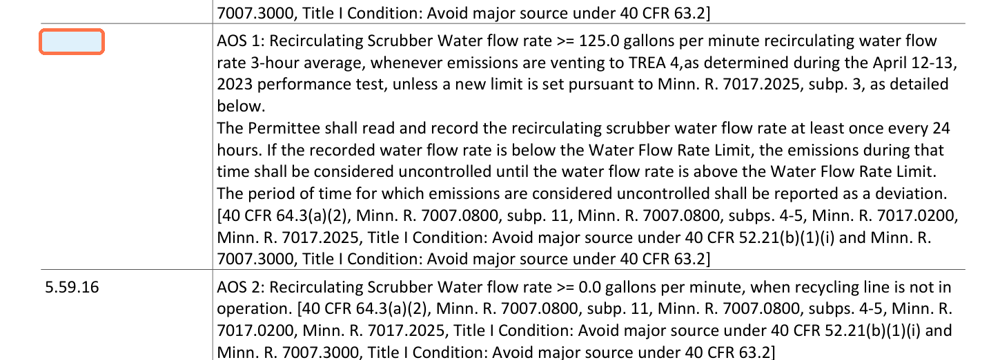 7007.3000, Title I Condition: Avoid major source under 40 CFR 63.2]
AOS 1: Recirculating Scrubber Water flow rate >= 125.0 gallons per minute recirculating water flow
rate 3-hour average, whenever emissions are venting to TREA 4,as determined during the April 12-13,
2023 performance test, unless a new limit is set pursuant to Minn. R. 7017.2025, subp. 3, as detailed
below.
The Permittee shall read and record the recirculating scrubber water flow rate at least once every 24
hours. If the recorded water flow rate is below the Water Flow Rate Limit, the emissions during that
time shall be considered uncontrolled until the water flow rate is above the Water Flow Rate Limit.
The period of time for which emissions are considered uncontrolled shall be reported as a deviation.
[40 CFR 64.3(a)(2), Minn. R. 7007.0800, subp. 11, Minn. R. 7007.0800, subps. 4-5, Minn. R. 7017.0200,
Minn. R. 7017.2025, Title I Condition: Avoid major source under 40 CFR 52.21(b)(1)(i) and Minn. R.
7007.3000, Title I Condition: Avoid major source under 40 CFR 63.2]
5.59.16
AOS 2: Recirculating Scrubber Water flow rate >= 0.0 gallons per minute, when recycling line is not in
operation. [40 CFR 64.3(a)(2), Minn. R. 7007.0800, subp. 11, Minn. R. 7007.0800, subps. 4-5, Minn. R.
7017.0200, Minn. R. 7017.2025, Title I Condition: Avoid major source under 40 CFR 52.21(b)(1)(i) and
Minn. R. 7007.3000, Title I Condition: Avoid major source under 40 CFR 63.2]